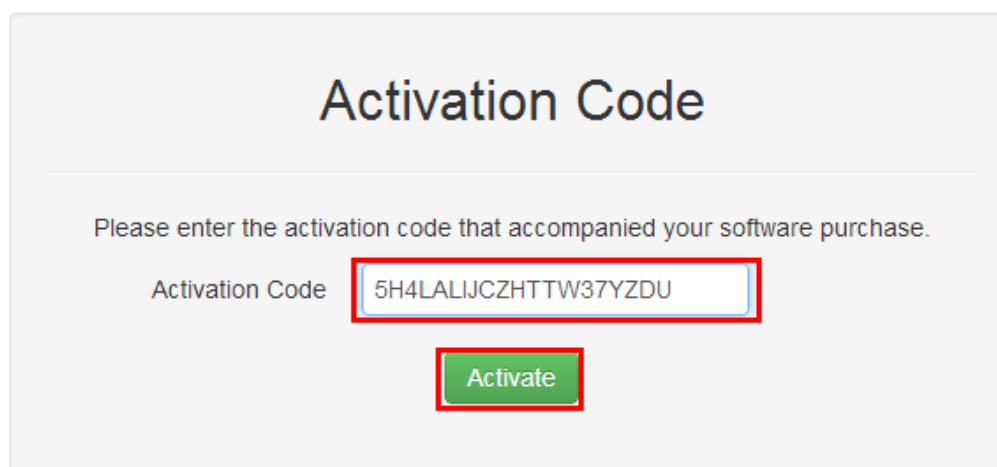 Activation Code
Please enter the activation code that accompanied your software purchase.
Activation Code 5H4LALIJCZHTTW37YZDU
Activate